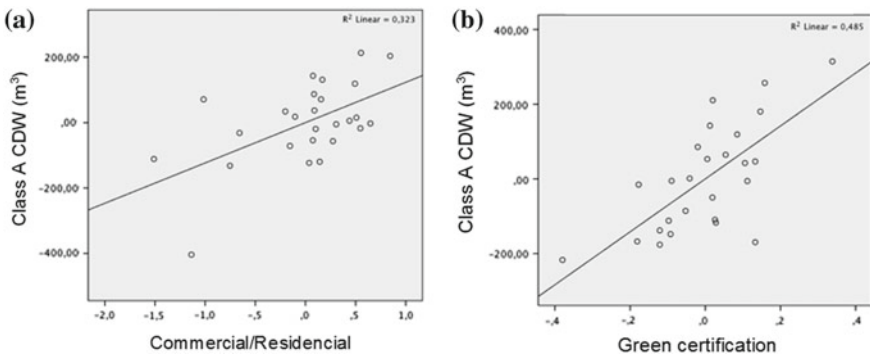 (a)
R² Linear = 0,323
Class A CDW (m³)
200,00
,00
-200,00
-400,00
-2,0 -1,5 -1,0 -,5 ,0 ,5 1,0
Commercial/Residencial
(b)
R² Linear = 0,485
Class A CDW (m³)
400,00
200,00
,00
-200,00
-,4 -,2 ,0 ,2 ,4
Green certification